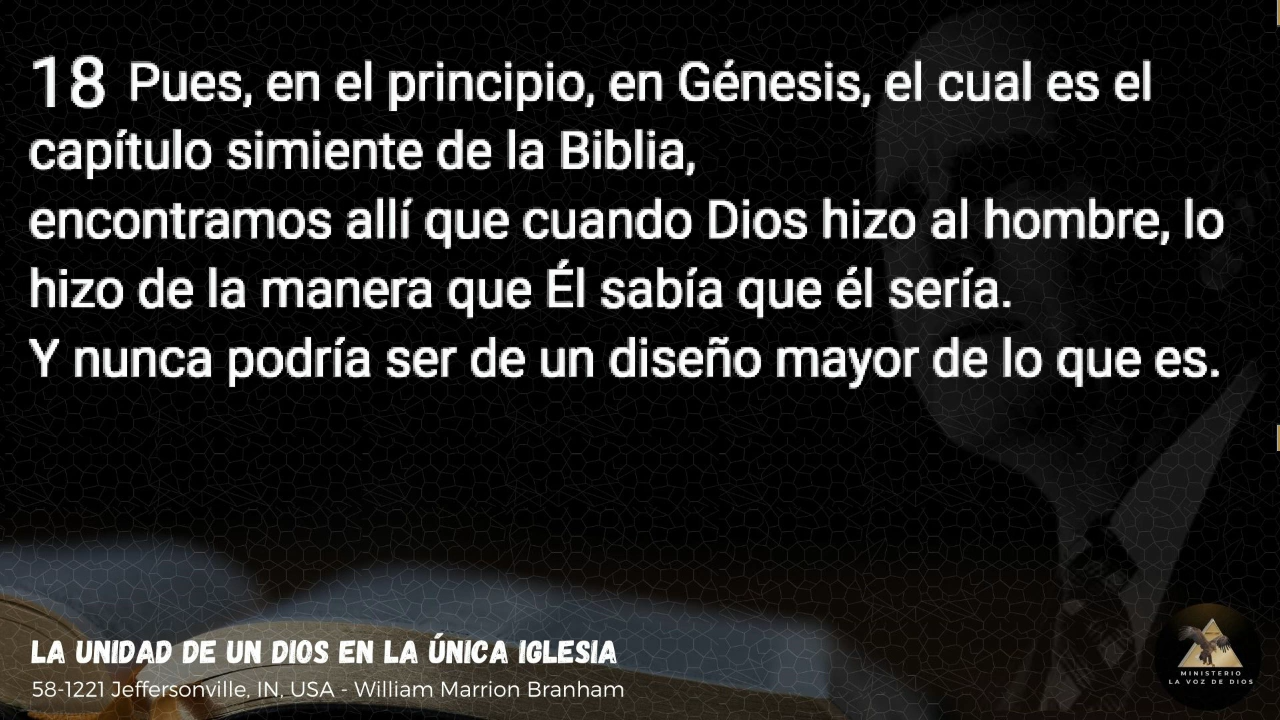 18 Pues, en el principio, en Génesis, el cual es el
capítulo simiente de la Biblia,
encontramos allí que cuando Dios hizo al hombre, lo
hizo de la manera que Él sabía que él sería.
Y nunca podría ser de un diseño mayor de lo que es.
LA UNIDAD DE UN DIOS EN LA ÚNICA IGLESIA
58-1221 Jeffersonville, IN, USA - William Marrion Branham
MINISTERIO
LA VOZ DE DIOS